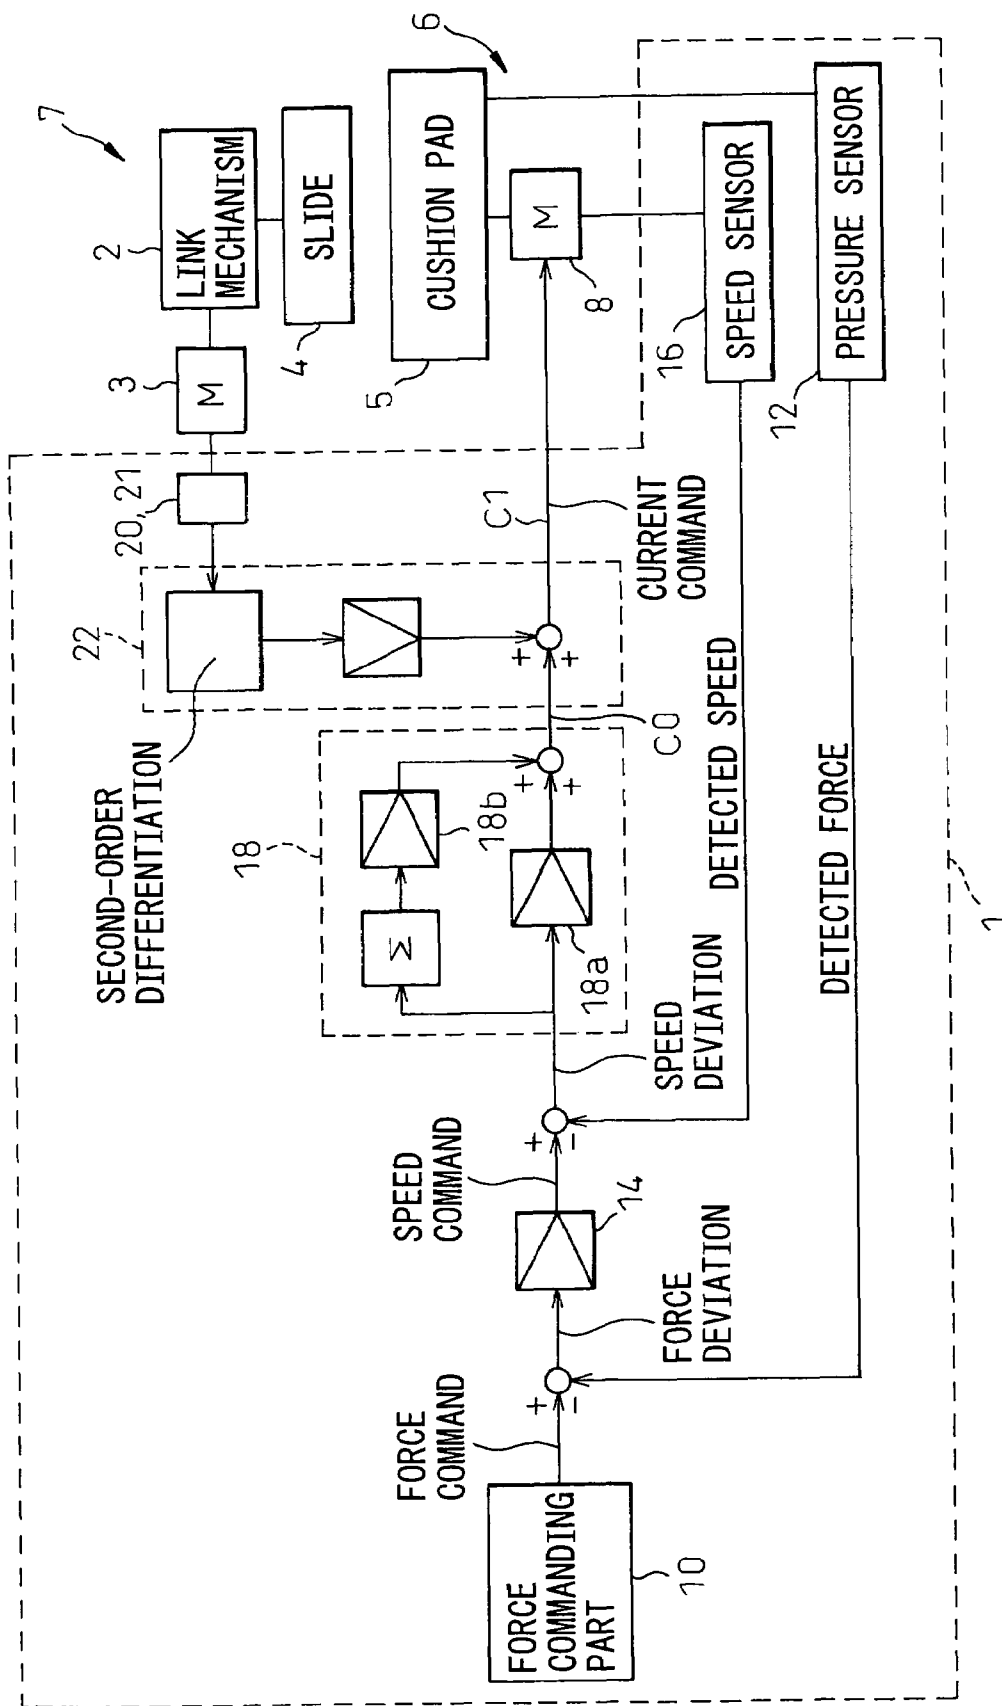 7
2
LINK
MECHANISM
3
M
20, 21
4
SLIDE
6
5
CUSHION PAD
M
8
22
SECOND-ORDER
DIFFERENTIATION
+
+
C1
CURRENT
COMMAND
C0
16
SPEED SENSOR
12
PRESSURE SENSOR
18
Σ
18b
18a
+
+
SPEED
DEVIATION
DETECTED SPEED
DETECTED FORCE
SPEED
COMMAND
+
−
14
FORCE
DEVIATION
FORCE
COMMAND
+
−
FORCE
COMMANDING
PART
10
1